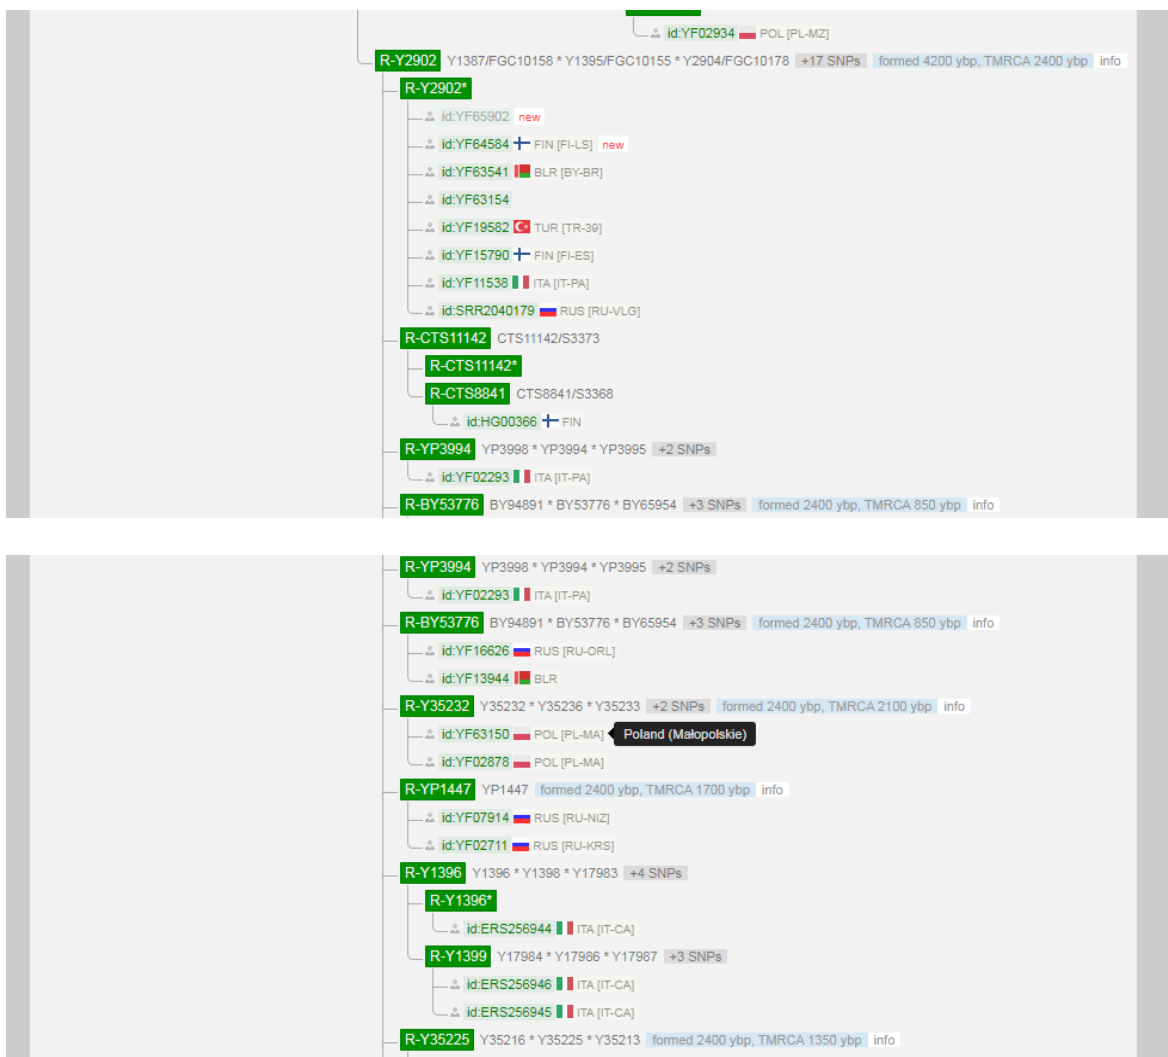 id:YF02934 POL [PL-MZ]
R-Y2902 Y1387/FGC10158 * Y1395/FGC10155 * Y2904/FGC10178 +17 SNPs formed 4200 ybp, TMRCA 2400 ybp info
R-Y2902*
id:YF65902 new
id:YF64584 FIN [FI-LS] new
id:YF63541 BLR [BY-BR]
id:YF63154
id:YF19582 TUR [TR-39]
id:YF15790 FIN [FI-ES]
id:YF11538 ITA [IT-PA]
id:SRR2040179 RUS [RU-VLG]
R-CTS11142 CTS11142/S3373
R-CTS11142*
R-CTS8841 CTS8841/S3368
id:HG00366 FIN
R-YP3994 YP3998 * YP3994 * YP3995 +2 SNPs
id:YF02293 ITA [IT-PA]
R-BY53776 BY94891 * BY53776 * BY65954 +3 SNPs formed 2400 ybp, TMRCA 850 ybp info
R-YP3994 YP3998 * YP3994 * YP3995 +2 SNPs
id:YF02293 ITA [IT-PA]
R-BY53776 BY94891 * BY53776 * BY65954 +3 SNPs formed 2400 ybp, TMRCA 850 ybp info
id:YF16626 RUS [RU-ORL]
id:YF13944 BLR
R-Y35232 Y35232 * Y35236 * Y35233 +2 SNPs formed 2400 ybp, TMRCA 2100 ybp info
id:YF63150 POL [PL-MA] Poland (Małopolskie)
id:YF02878 POL [PL-MA]
R-YP1447 YP1447 formed 2400 ybp, TMRCA 1700 ybp info
id:YF07914 RUS [RU-NIZ]
id:YF02711 RUS [RU-KRS]
R-Y1396 Y1396 * Y1398 * Y17983 +4 SNPs
R-Y1396*
id:ERS256944 ITA [IT-CA]
R-Y1399 Y17984 * Y17986 * Y17987 +3 SNPs
id:ERS256946 ITA [IT-CA]
id:ERS256945 ITA [IT-CA]
R-Y35225 Y35216 * Y35225 * Y35213 formed 2400 ybp, TMRCA 1350 ybp info